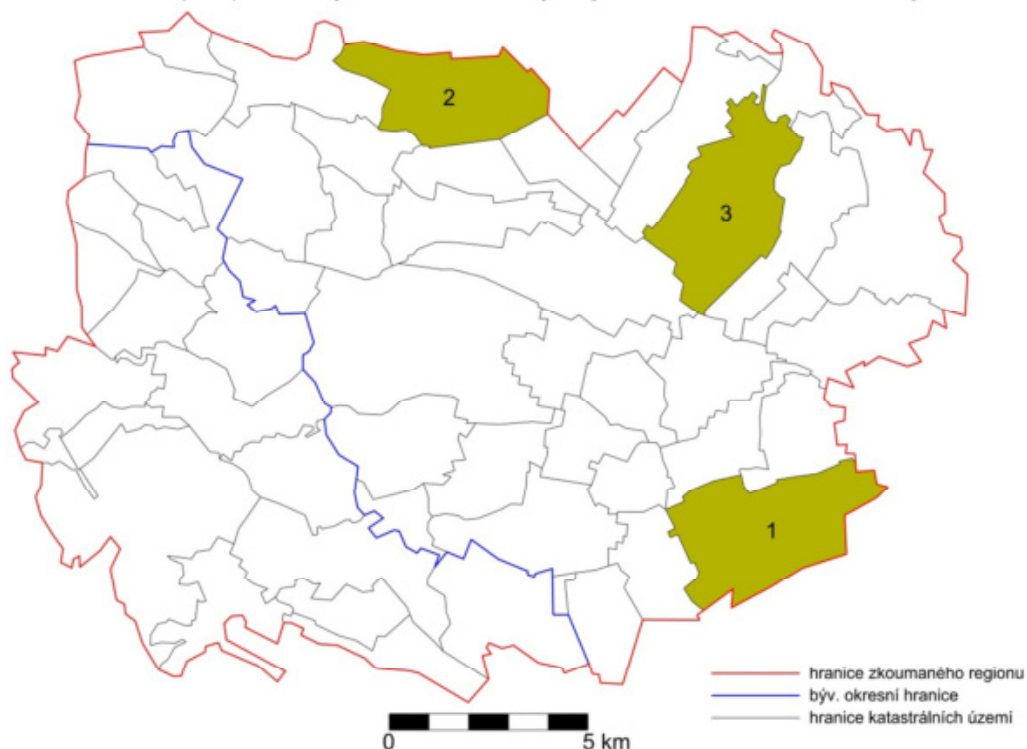 2
3
1
hranice zkoumaného regionu
býv. okresní hranice
hranice katastrálních území
0 5 km